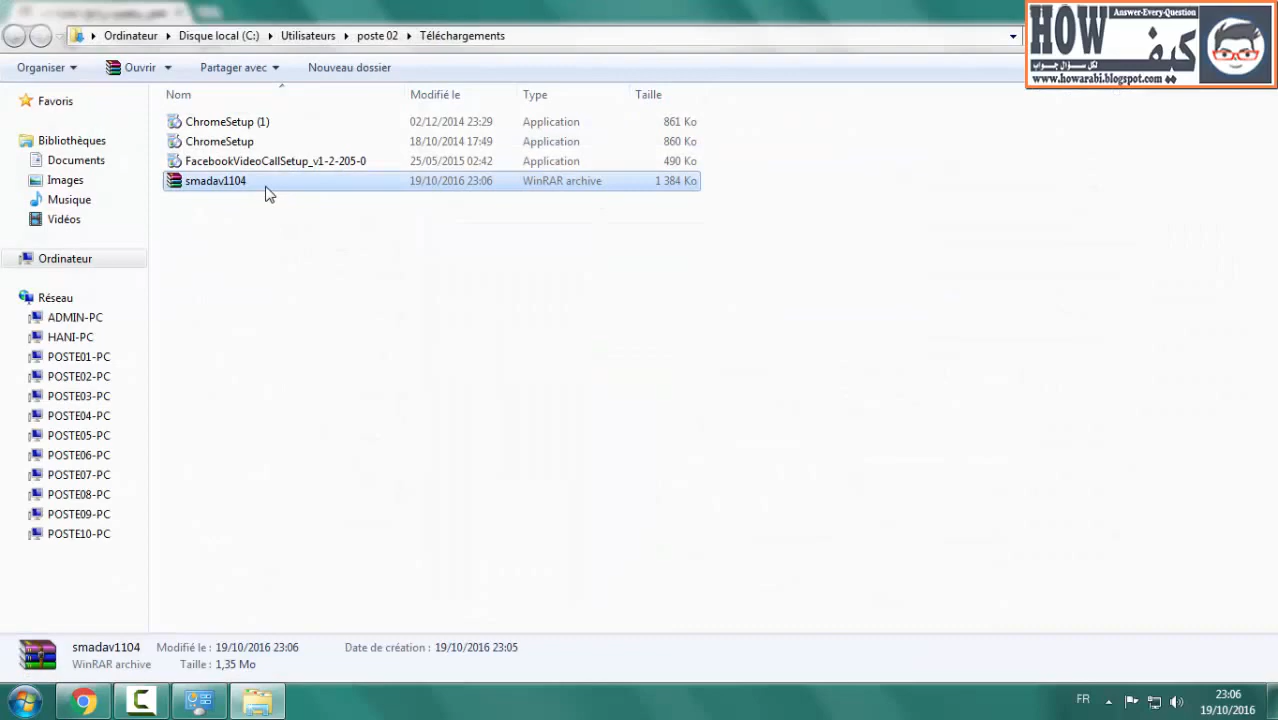 Answer-Every-Question
HOW
كيف
لكل سؤال جواب
www.howarabi.blogspot.com
Ordinateur Disque local (C:) Utilisateurs poste 02 Téléchargements
Organiser Ouvrir Partager avec Nouveau dossier
Favoris
Bibliothèques
Documents
Images
Musique
Vidéos
Ordinateur
Réseau
ADMIN-PC
HANI-PC
POSTE01-PC
POSTE02-PC
POSTE03-PC
POSTE04-PC
POSTE05-PC
POSTE06-PC
POSTE07-PC
POSTE08-PC
POSTE09-PC
POSTE10-PC
Nom Modifié le Type Taille
ChromeSetup (1) 02/12/2014 23:29 Application 861 Ko
ChromeSetup 18/10/2014 17:49 Application 860 Ko
FacebookVideoCallSetup_v1-2-205-0 25/05/2015 02:42 Application 490 Ko
smadav1104 19/10/2016 23:06 WinRAR archive 1 384 Ko
smadav1104 Modifié le : 19/10/2016 23:06 Date de création : 19/10/2016 23:05
WinRAR archive Taille : 1,35 Mo
FR
23:06
19/10/2016